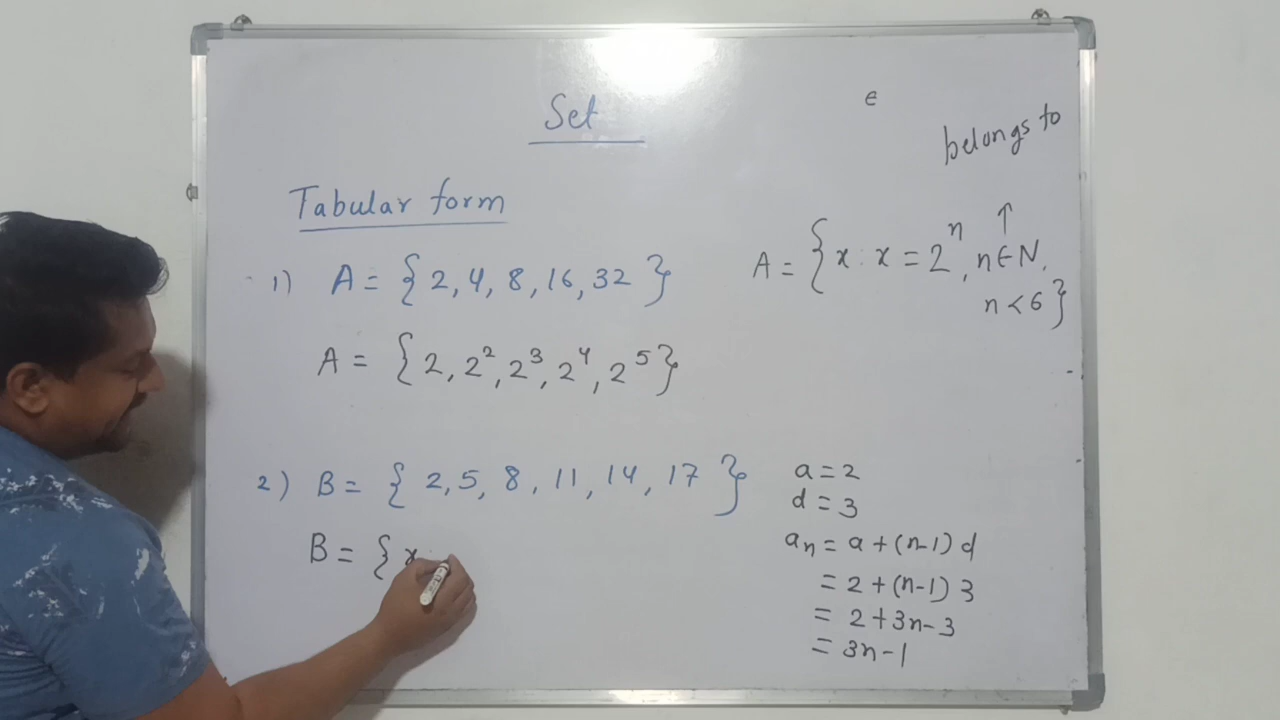 Set
∈
belongs to
Tabular form
↑
1) A = { 2, 4, 8, 16, 32 }
A = { x : x = 2ⁿ, n ∈ N,
n < 6 }
A = { 2, 2², 2³, 2⁴, 2⁵ }
2) B = { 2, 5, 8, 11, 14, 17 }
B = { x
a = 2
d = 3
aₙ = a + (n-1) d
= 2 + (n-1) 3
= 2 + 3n - 3
= 3n - 1